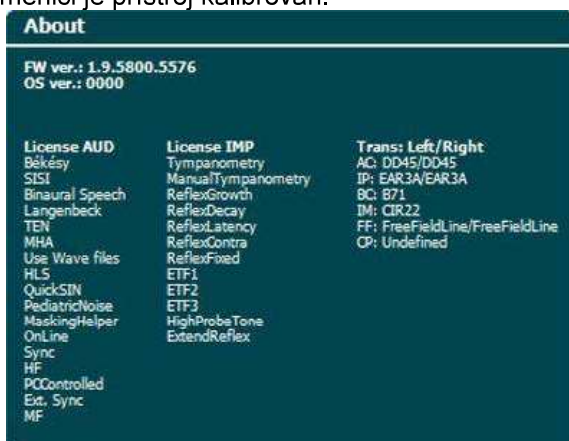 je přístroj kalibrován.
About
FW ver.: 1.9.5800.5576
OS ver.: 0000
License AUD
Békésy
SISI
Binaural Speech
Langenbeck
TEN
MHA
Use Wave files
HLS
QuickSIN
PediatricNoise
MaskingHelper
OnLine
Sync
HF
PCControlled
Ext. Sync
MF
License IMP
Tympanometry
ManualTympanometry
ReflexGrowth
ReflexDecay
ReflexLatency
ReflexContra
ReflexFixed
ETF1
ETF2
ETF3
HighProbeTone
ExtendReflex
Trans: Left/Right
AC: DD45/DD45
IP: EAR3A/EAR3A
BC: B71
IM: CIR22
FF: FreeFieldLine/FreeFieldLine
CP: Undefined